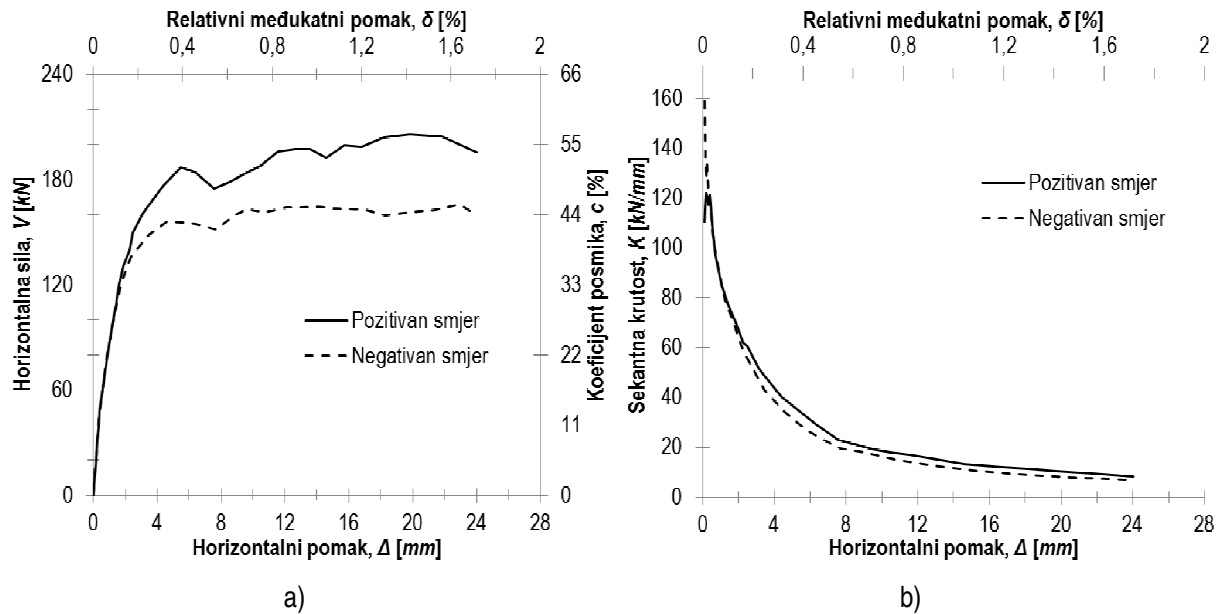 Relativni međukatni pomak, δ [%]
0 0,4 0,8 1,2 1,6 2
240 66
180 55
120 44
60 33
0 22
11
0
Horizontalna sila, V [kN]
Koeficijent posmika, c [%]
Pozitivan smjer
Negativan smjer
0 4 8 12 16 20 24 28
Horizontalni pomak, Δ [mm]
a)
Relativni međukatni pomak, δ [%]
0 0,4 0,8 1,2 1,6 2
160
140
120
100
80
60
40
20
0
Sekantna krutost, K [kN/mm]
Pozitivan smjer
Negativan smjer
0 4 8 12 16 20 24 28
Horizontalni pomak, Δ [mm]
b)